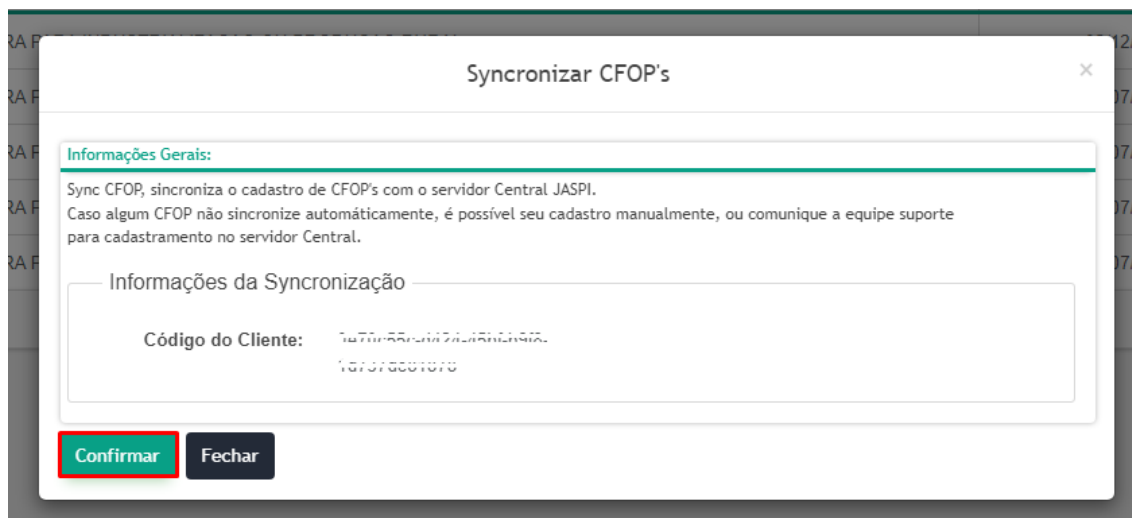 Syncronizar CFOP's
×
Informações Gerais:
Sync CFOP, sincroniza o cadastro de CFOP's com o servidor Central JASPI.
Caso algum CFOP não sincronize automáticamente, é possível seu cadastro manualmente, ou comunique a equipe suporte
para cadastramento no servidor Central.
Informações da Syncronização
Código do Cliente:
Confirmar
Fechar